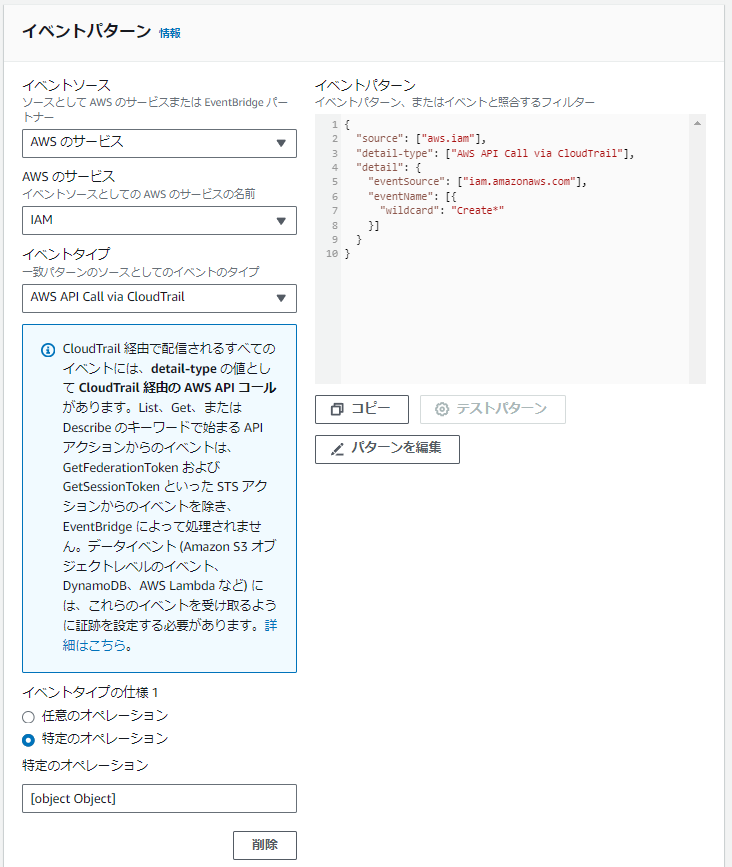 イベントパターン 情報
イベントソース
ソースとして AWS のサービスまたは EventBridge パー
トナー
AWS のサービス
AWS のサービス
イベントソースとしての AWS のサービスの名前
IAM
イベントタイプ
一致パターンのソースとしてのイベントのタイプ
AWS API Call via CloudTrail
CloudTrail 経由で配信されるすべての
イベントには、detail-type の値とし
て CloudTrail 経由の AWS API コール
があります。List、Get、または
Describe のキーワードで始まる API
アクションからのイベントは、
GetFederationToken および
GetSessionToken といった STS アク
ションからのイベントを除き、
EventBridge によって処理されませ
ん。データイベント (Amazon S3 オブ
ジェクトレベルのイベント、
DynamoDB、AWS Lambda など) に
は、これらのイベントを受け取るよう
に証跡を設定する必要があります。詳
細はこちら。
イベントタイプの仕様 1
任意のオペレーション
特定のオペレーション
特定のオペレーション
[object Object]
削除
イベントパターン
イベントパターン、またはイベントと照合するフィルター
1 {
2 "source": ["aws.iam"],
3 "detail-type": ["AWS API Call via CloudTrail"],
4 "detail": {
5 "eventSource": ["iam.amazonaws.com"],
6 "eventName": [{
7 "wildcard": "Create*"
8 }]
9 }
10 }
コピー
テストパターン
パターンを編集